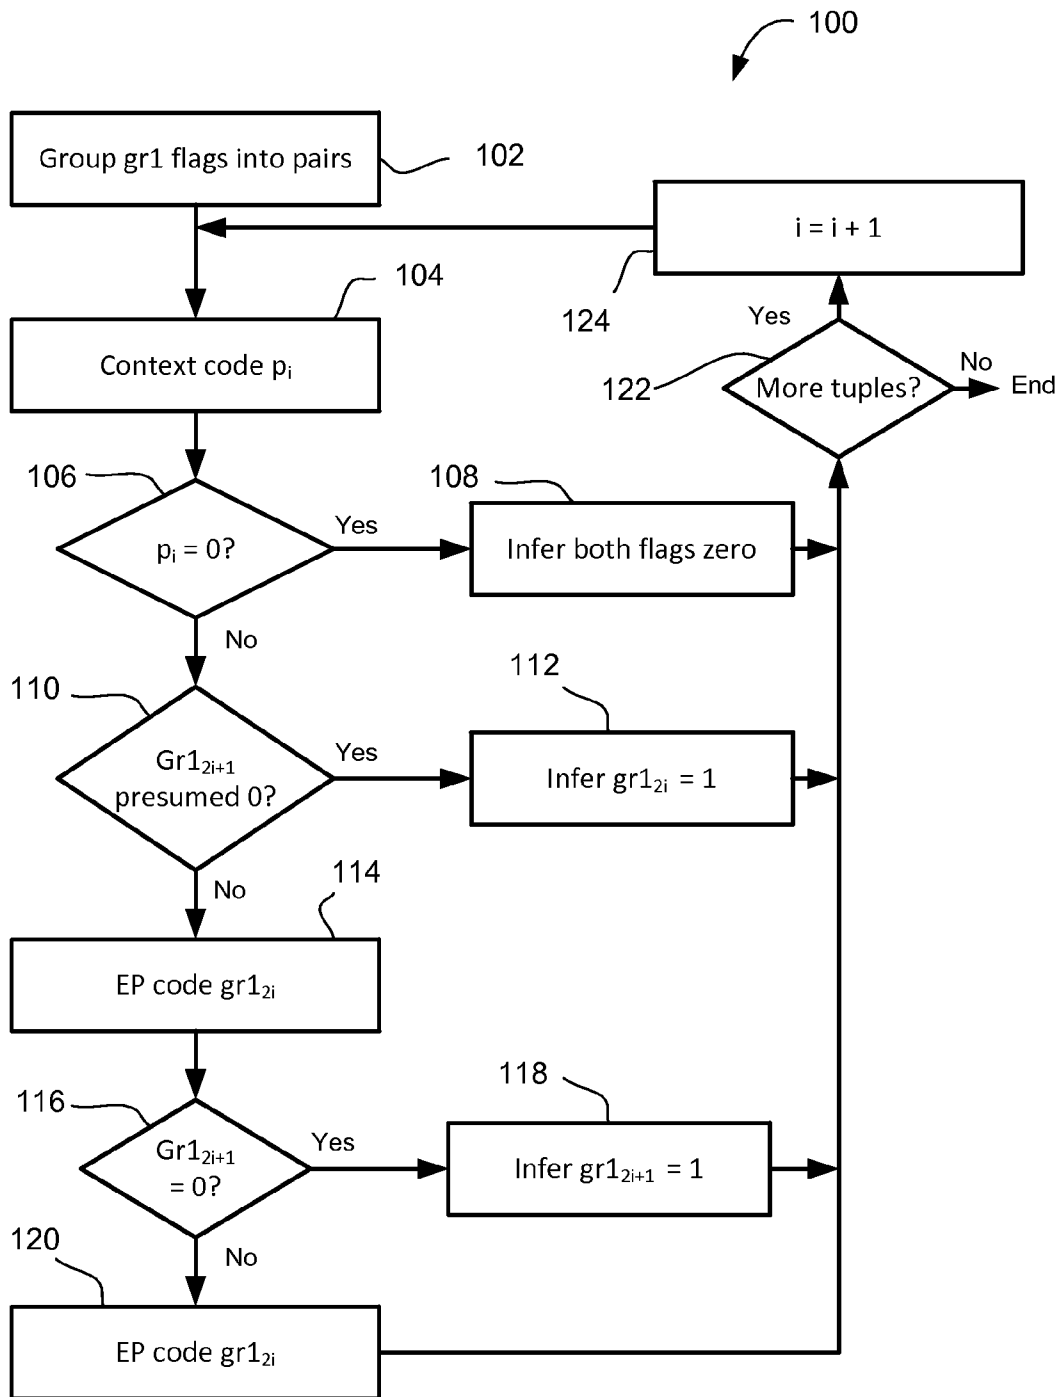 100
Group gr1 flags into pairs
102
i = i + 1
124
104
Context code pᵢ
Yes
122
More tuples?
No
End
106
pᵢ = 0?
Yes
108
Infer both flags zero
No
110
Gr1₂ᵢ₊₁
presumed 0?
Yes
112
Infer gr1₂ᵢ = 1
No
114
EP code gr1₂ᵢ
116
Gr1₂ᵢ₊₁
= 0?
Yes
118
Infer gr1₂ᵢ₊₁ = 1
No
120
EP code gr1₂ᵢ